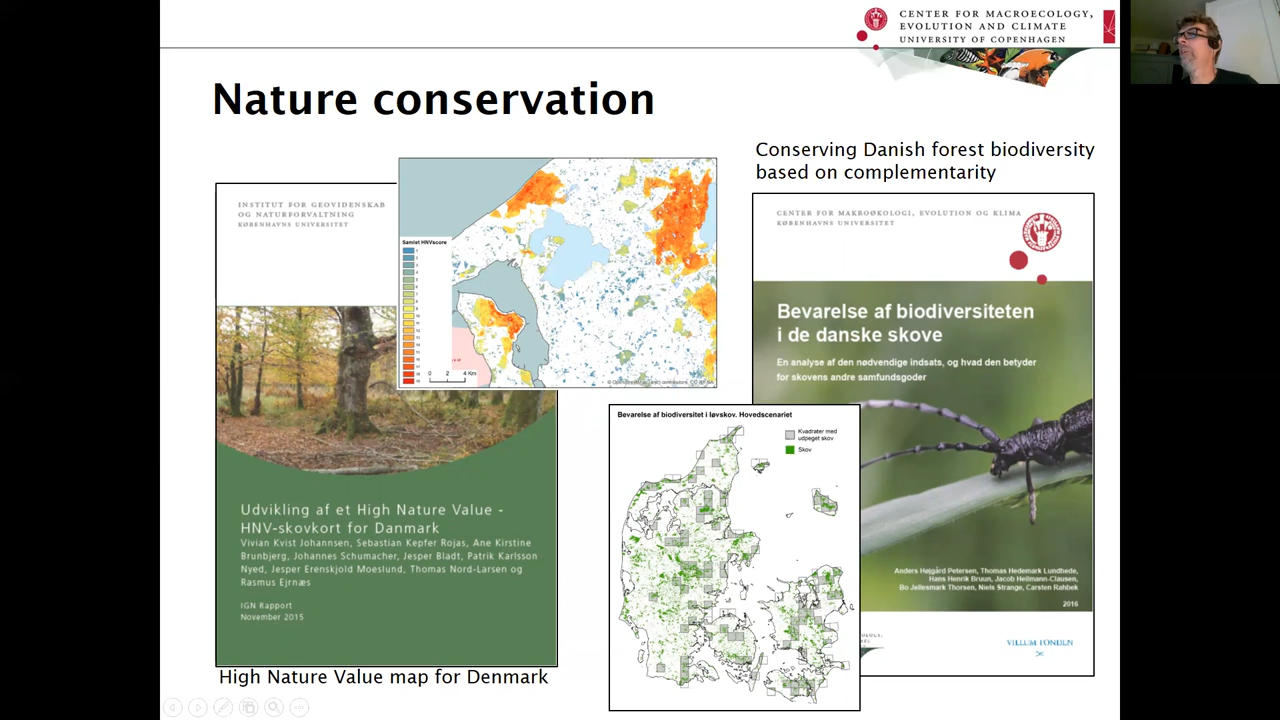 CENTER FOR MACROECOLOGY,
EVOLUTION AND CLIMATE
UNIVERSITY OF COPENHAGEN
Nature conservation
INSTITUT FOR GEOVIDENSKAB
OG NATURFORVALTNING
KØBENHAVNS UNIVERSITET
Samlet HNVscore
0 2 4 Km
Udvikling af et High Nature Value -
HNV-skovkort for Danmark
Vivian Kvist Johannsen, Sebastian Kepfer Rojas, Ane Kirstine
Brunbjerg, Johannes Schumacher, Jesper Bladt, Patrik Karlsson
Nyed, Jesper Erenskjold Moeslund, Thomas Nord-Larsen og
Rasmus Ejrnæs
IGN Rapport
November 2015
High Nature Value map for Denmark
Conserving Danish forest biodiversity
based on complementarity
CENTER FOR MAKROØKOLOGI, EVOLUTION OG KLIMA
KØBENHAVNS UNIVERSITET
Bevarelse af biodiversiteten
i de danske skove
En analyse af den nødvendige indsats, og hvad den betyder
for skovens andre samfundsgoder
Anders Højgård Petersen, Thomas Hedemark Lundhede,
Hans Henrik Bruun, Jacob Heilmann-Clausen,
Bo Jellesmark Thorsen, Niels Strange, Carsten Rahbek
2016
VILLUM FONDEN
Bevarelse af biodiversitet i løvskov. Hovedscenariet
Kvadrater med
udpeget skov
Skov